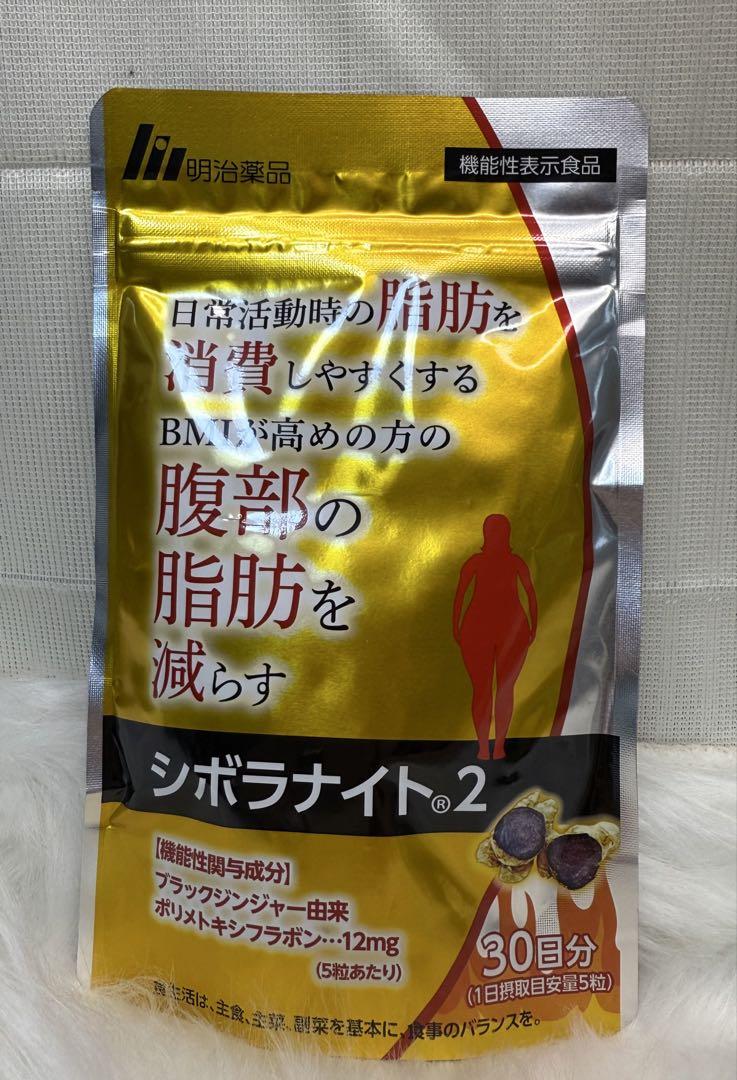 明治薬品
機能性表示食品
日常活動時の脂肪を
消費しやすくする
BMIが高めの方の
腹部の
脂肪を
減らす
シボラナイト®2
【機能性関与成分】
ブラックジンジャー由来
ポリメトキシフラボン…12mg
(5粒あたり)
30日分
(1日摂取目安量5粒)
食生活は、主食、主菜、副菜を基本に、食事のバランスを。